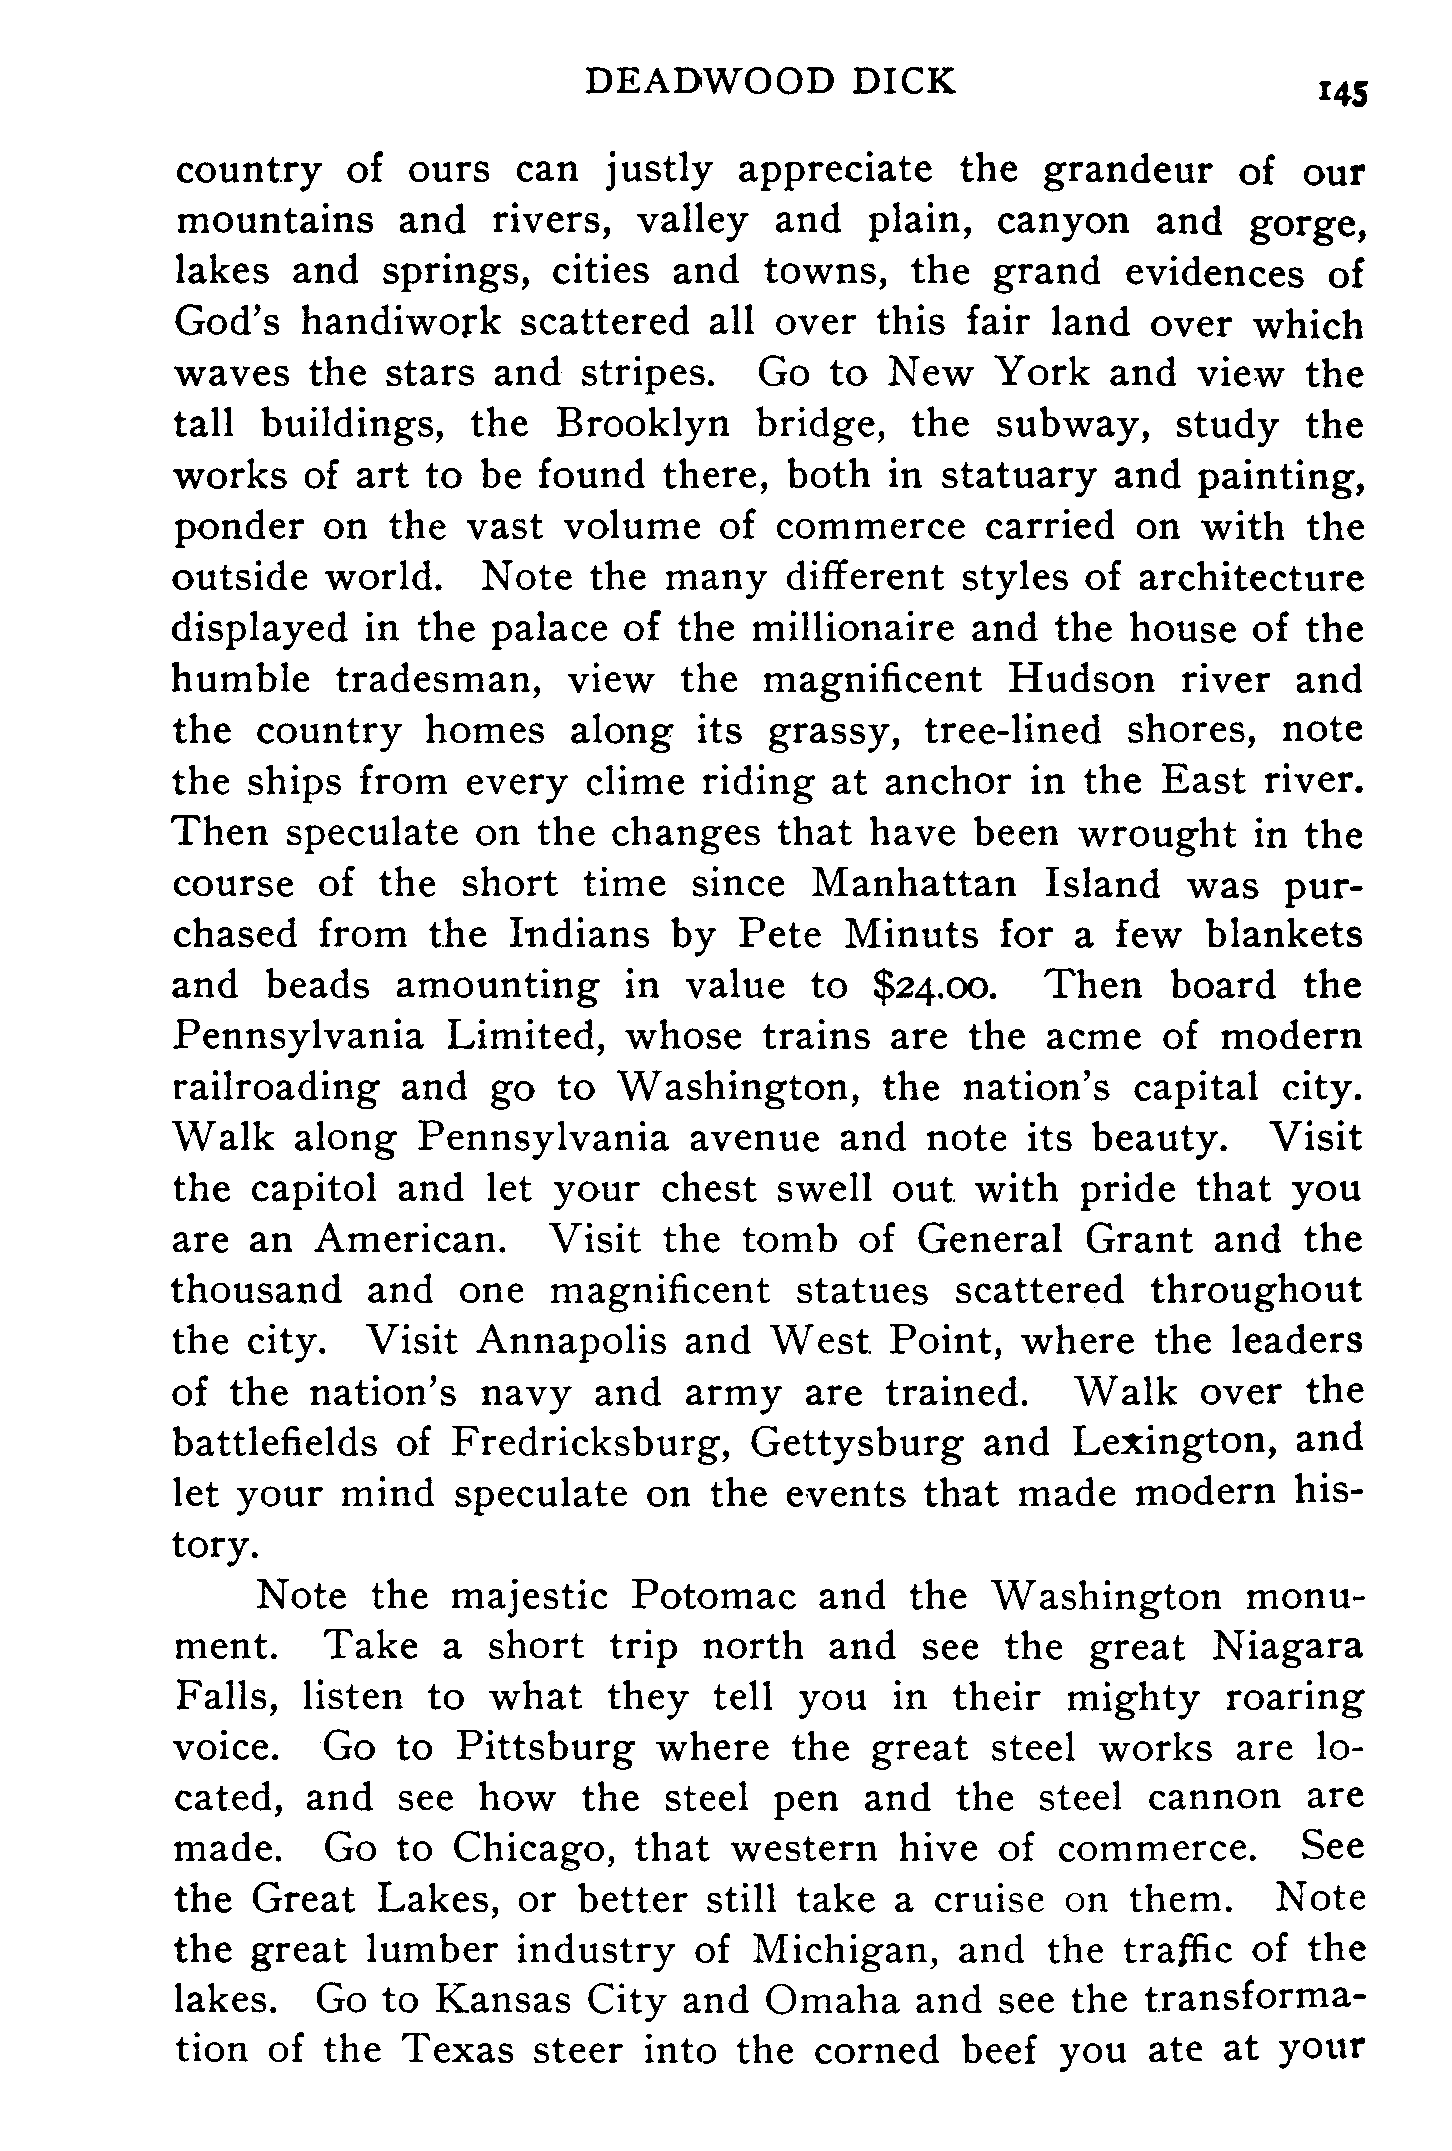 DEADWOOD DICK 145
country of ours can justly appreciate the grandeur of our
mountains and rivers, valley and plain, canyon and gorge,
lakes and springs, cities and towns, the grand evidences of
God's handiwork scattered all over this fair land over which
waves the stars and stripes. Go to New York and view the
tall buildings, the Brooklyn bridge, the subway, study the
works of art to be found there, both in statuary and painting,
ponder on the vast volume of commerce carried on with the
outside world. Note the many different styles of architecture
displayed in the palace of the millionaire and the house of the
humble tradesman, view the magnificent Hudson river and
the country homes along its grassy, tree-lined shores, note
the ships from every clime riding at anchor in the East river.
Then speculate on the changes that have been wrought in the
course of the short time since Manhattan Island was pur-
chased from the Indians by Pete Minuts for a few blankets
and beads amounting in value to $24.00. Then board the
Pennsylvania Limited, whose trains are the acme of modern
railroading and go to Washington, the nation's capital city.
Walk along Pennsylvania avenue and note its beauty. Visit
the capitol and let your chest swell out with pride that you
are an American. Visit the tomb of General Grant and the
thousand and one magnificent statues scattered throughout
the city. Visit Annapolis and West Point, where the leaders
of the nation's navy and army are trained. Walk over the
battlefields of Fredricksburg, Gettysburg and Lexington, and
let your mind speculate on the events that made modern his-
tory.
Note the majestic Potomac and the Washington monu-
ment. Take a short trip north and see the great Niagara
Falls, listen to what they tell you in their mighty roaring
voice. Go to Pittsburg where the great steel works are lo-
cated, and see how the steel pen and the steel cannon are
made. Go to Chicago, that western hive of commerce. See
the Great Lakes, or better still take a cruise on them. Note
the great lumber industry of Michigan, and the traffic of the
lakes. Go to Kansas City and Omaha and see the transforma-
tion of the Texas steer into the corned beef you ate at your